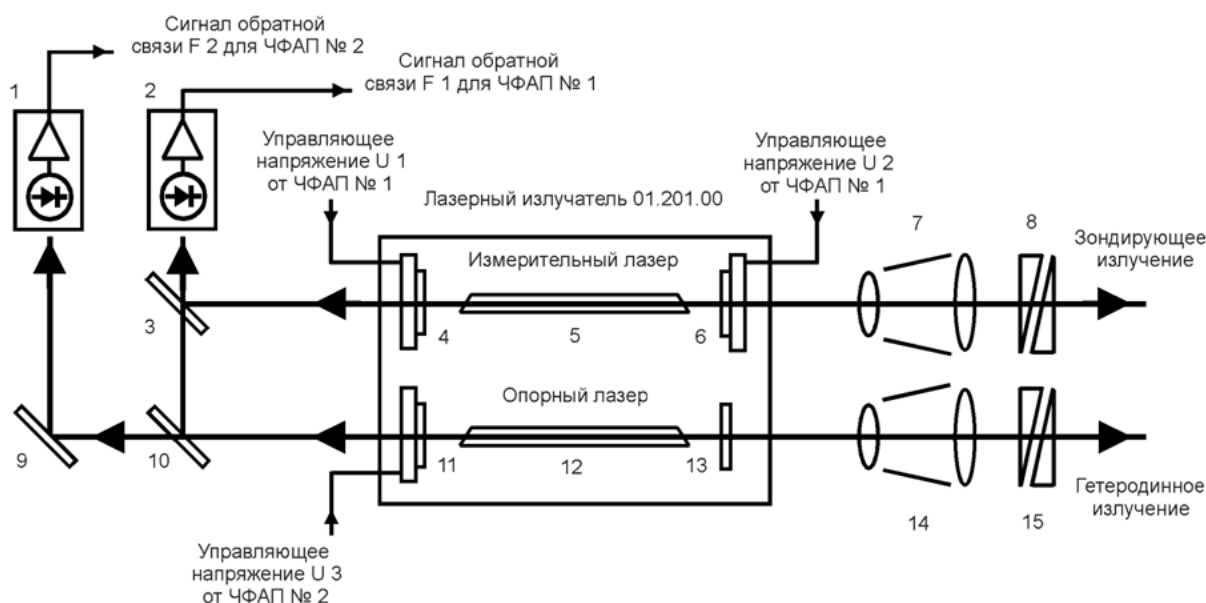 Сигнал обратной
связи F 2 для ЧФАП № 2
Сигнал обратной
связи F 1 для ЧФАП № 1
1
2
Управляющее
напряжение U 1
от ЧФАП № 1
Управляющее
напряжение U 2
от ЧФАП № 1
Лазерный излучатель 01.201.00
7
8
Измерительный лазер
Зондирующее
излучение
3
4
5
6
Опорный лазер
9
10
11
12
13
Гетеродинное
излучение
14
15
Управляющее
напряжение U 3
от ЧФАП № 2